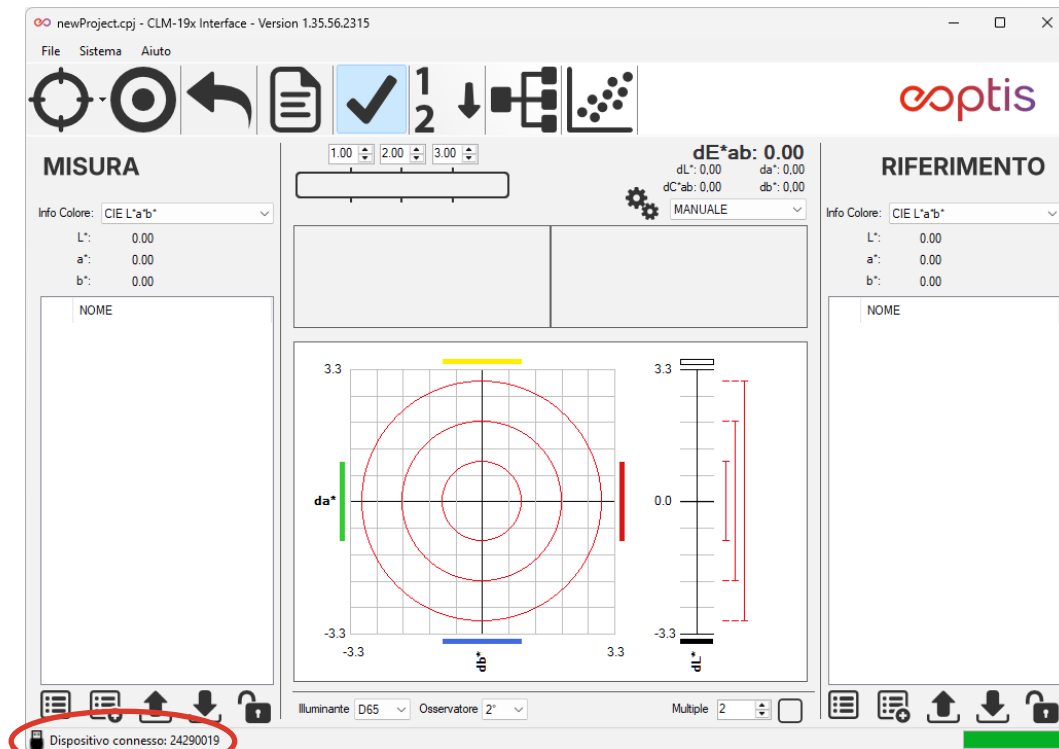 newProject.cpj - CLM-19x Interface - Version 1.35.56.2315
File Sistema Aiuto
1 2
eoptis
MISURA
Info Colore: CIE L*a*b*
L*: 0.00
a*: 0.00
b*: 0.00
NOME
1.00 2.00 3.00
dE*ab: 0.00
dL*: 0,00 da*: 0,00
dC*ab: 0,00 db*: 0,00
MANUALE
3.3
da*
-3.3
-3.3 db* 3.3
3.3
0.0
-3.3
dL*
Illuminante D65 Osservatore 2° Multiple 2
RIFERIMENTO
Info Colore: CIE L*a*b*
L*: 0.00
a*: 0.00
b*: 0.00
NOME
Dispositivo connesso: 24290019